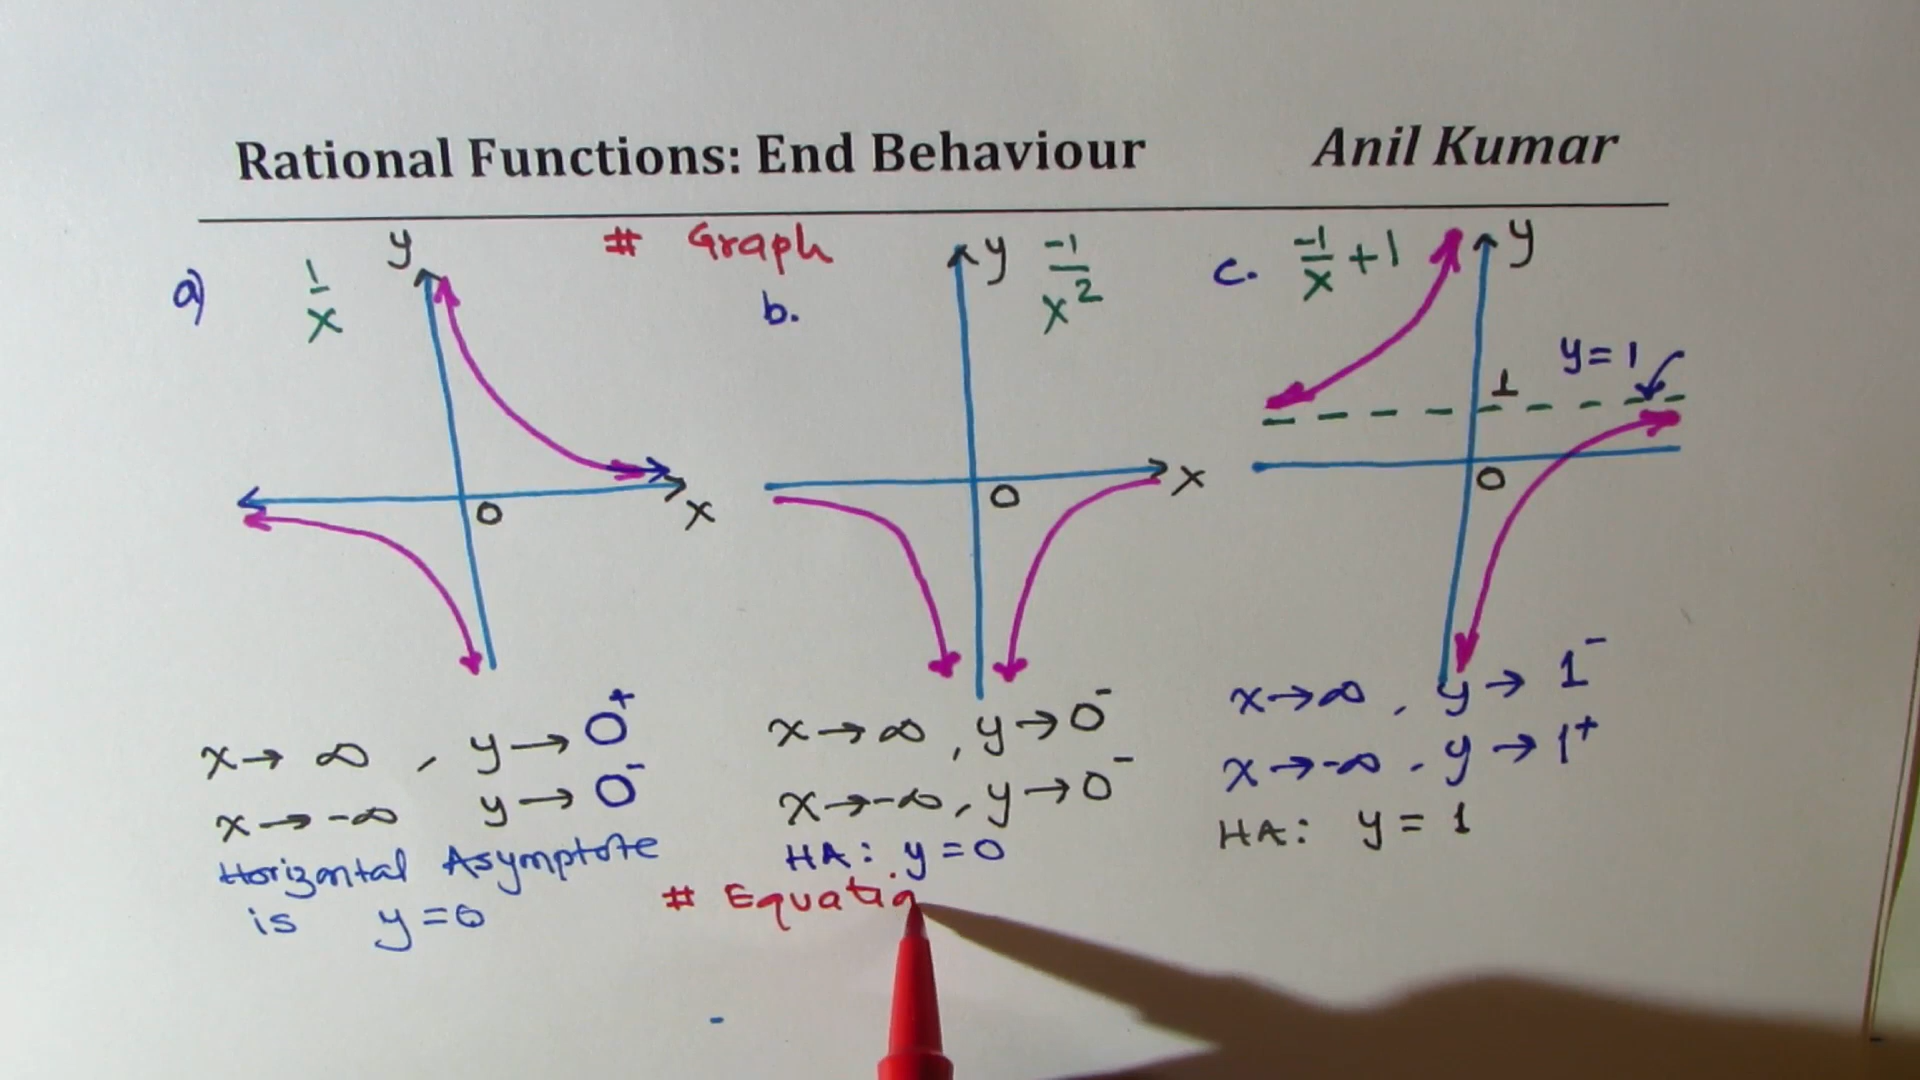 Rational Functions: End Behaviour Anil Kumar
# Graph
a) 1/x y
0 x
b. y -1/x²
0 x
c. -1/x + 1 y
y = 1
1
0
x → ∞, y → 0⁺
x → -∞ y → 0⁻
Horizontal Asymptote
is y = 0
x → ∞, y → 0⁻
x → -∞, y → 0⁻
HA: y = 0
x → ∞, y → 1⁻
x → -∞, y → 1⁺
HA: y = 1
# Equatio